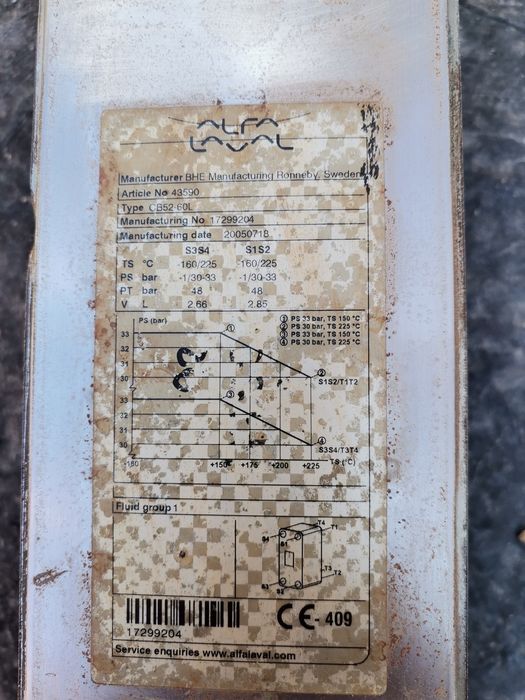 ALFA
LAVAL
Manufacturer BHE Manufacturing Ronneby, Sweden
Article No 43590
Type CB52-60L
Manufacturing No 17299204
Manufacturing date 20050718
S3S4 S1S2
TS °C -160/225 -160/225
PS bar -1/30-33 -1/30-33
PT bar 48 48
V L 2.66 2.85
PS (bar)
① PS 33 bar, TS 150°C
② PS 30 bar, TS 225°C
③ PS 33 bar, TS 150°C
④ PS 30 bar, TS 225°C
33 ①
32
31
30 ②
S1S2/T1T2
33 ③
32
31
30 ④
S3S4/T3T4
-160 +150 +175 +200 +225 TS (°C)
Fluid group 1
T4
S4 S1 T1
T3
S3 T2
S2
CE- 409
17299204
Service enquiries www.alfalaval.com